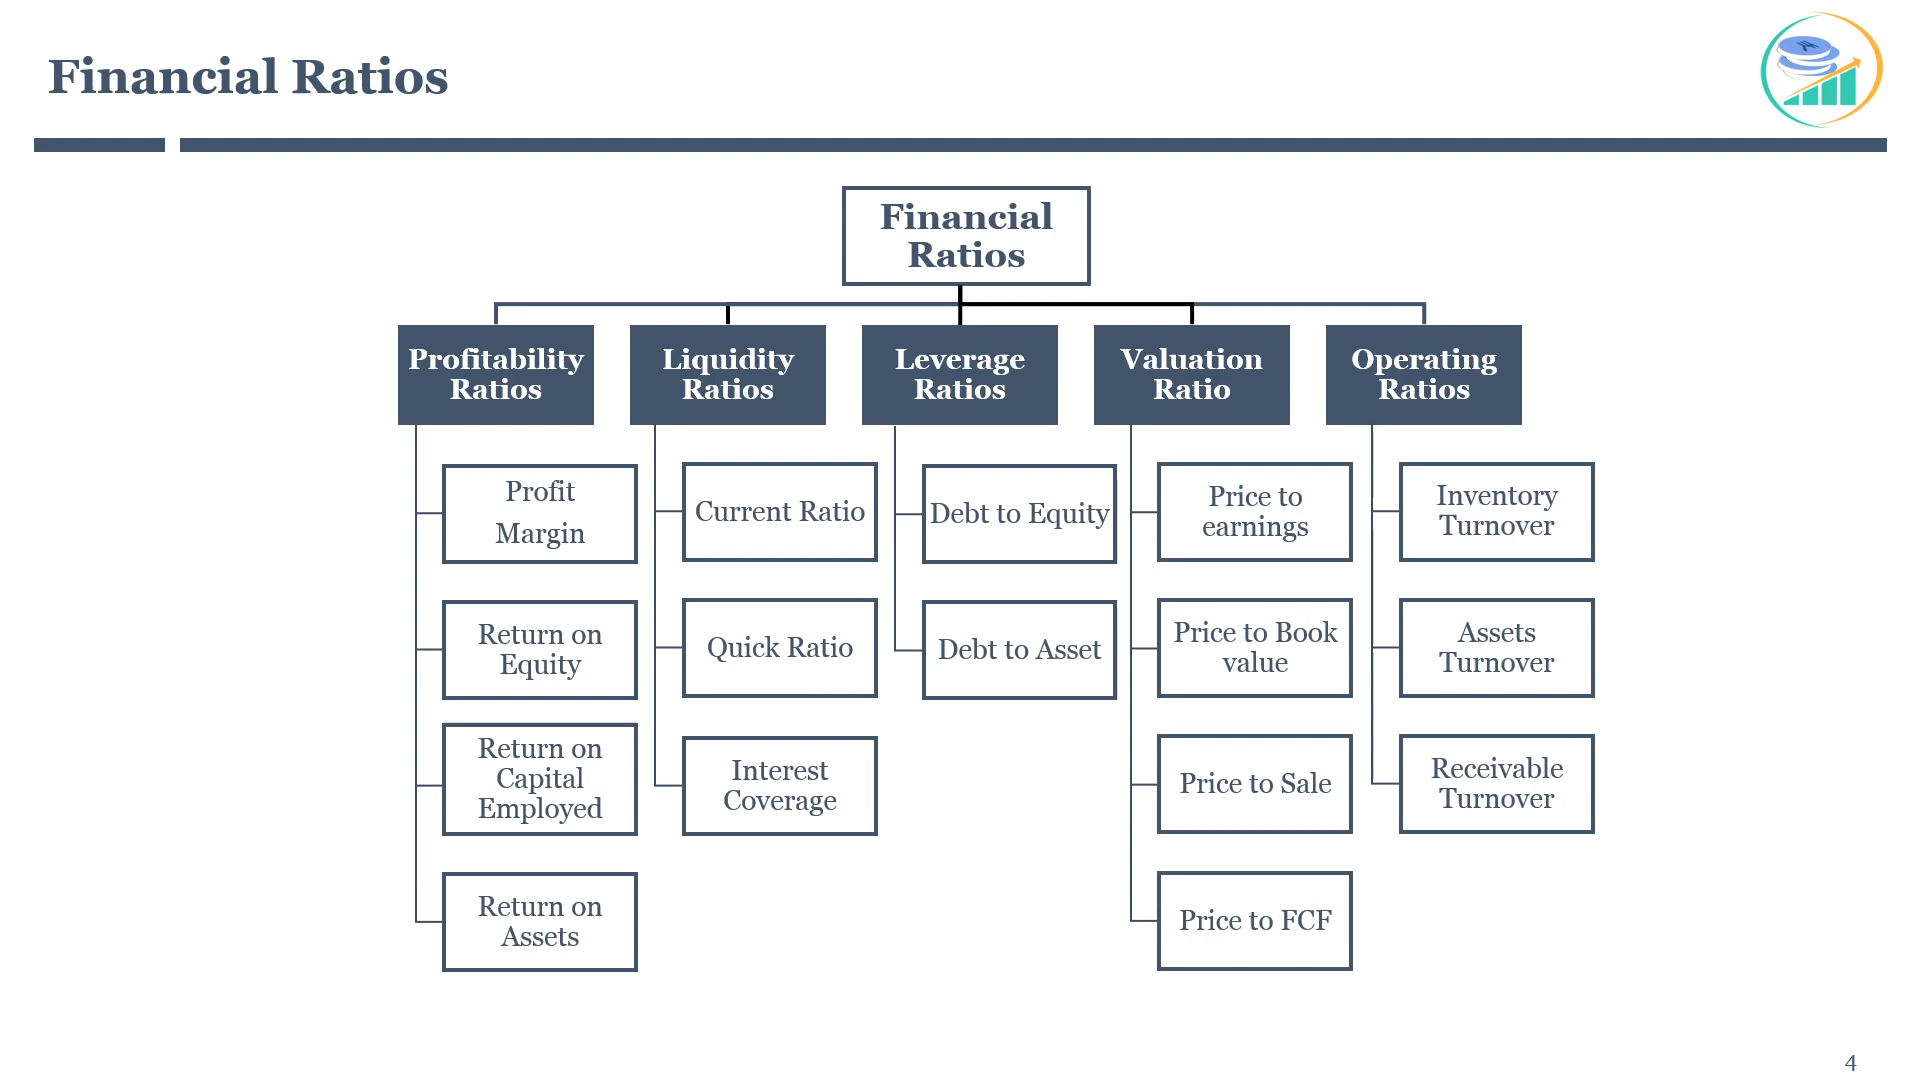 Financial Ratios
Financial
Ratios
Profitability
Ratios
Liquidity
Ratios
Leverage
Ratios
Valuation
Ratio
Operating
Ratios
Profit
Margin
Return on
Equity
Return on
Capital
Employed
Return on
Assets
Current Ratio
Quick Ratio
Interest
Coverage
Debt to Equity
Debt to Asset
Price to
earnings
Price to Book
value
Price to Sale
Price to FCF
Inventory
Turnover
Assets
Turnover
Receivable
Turnover
4